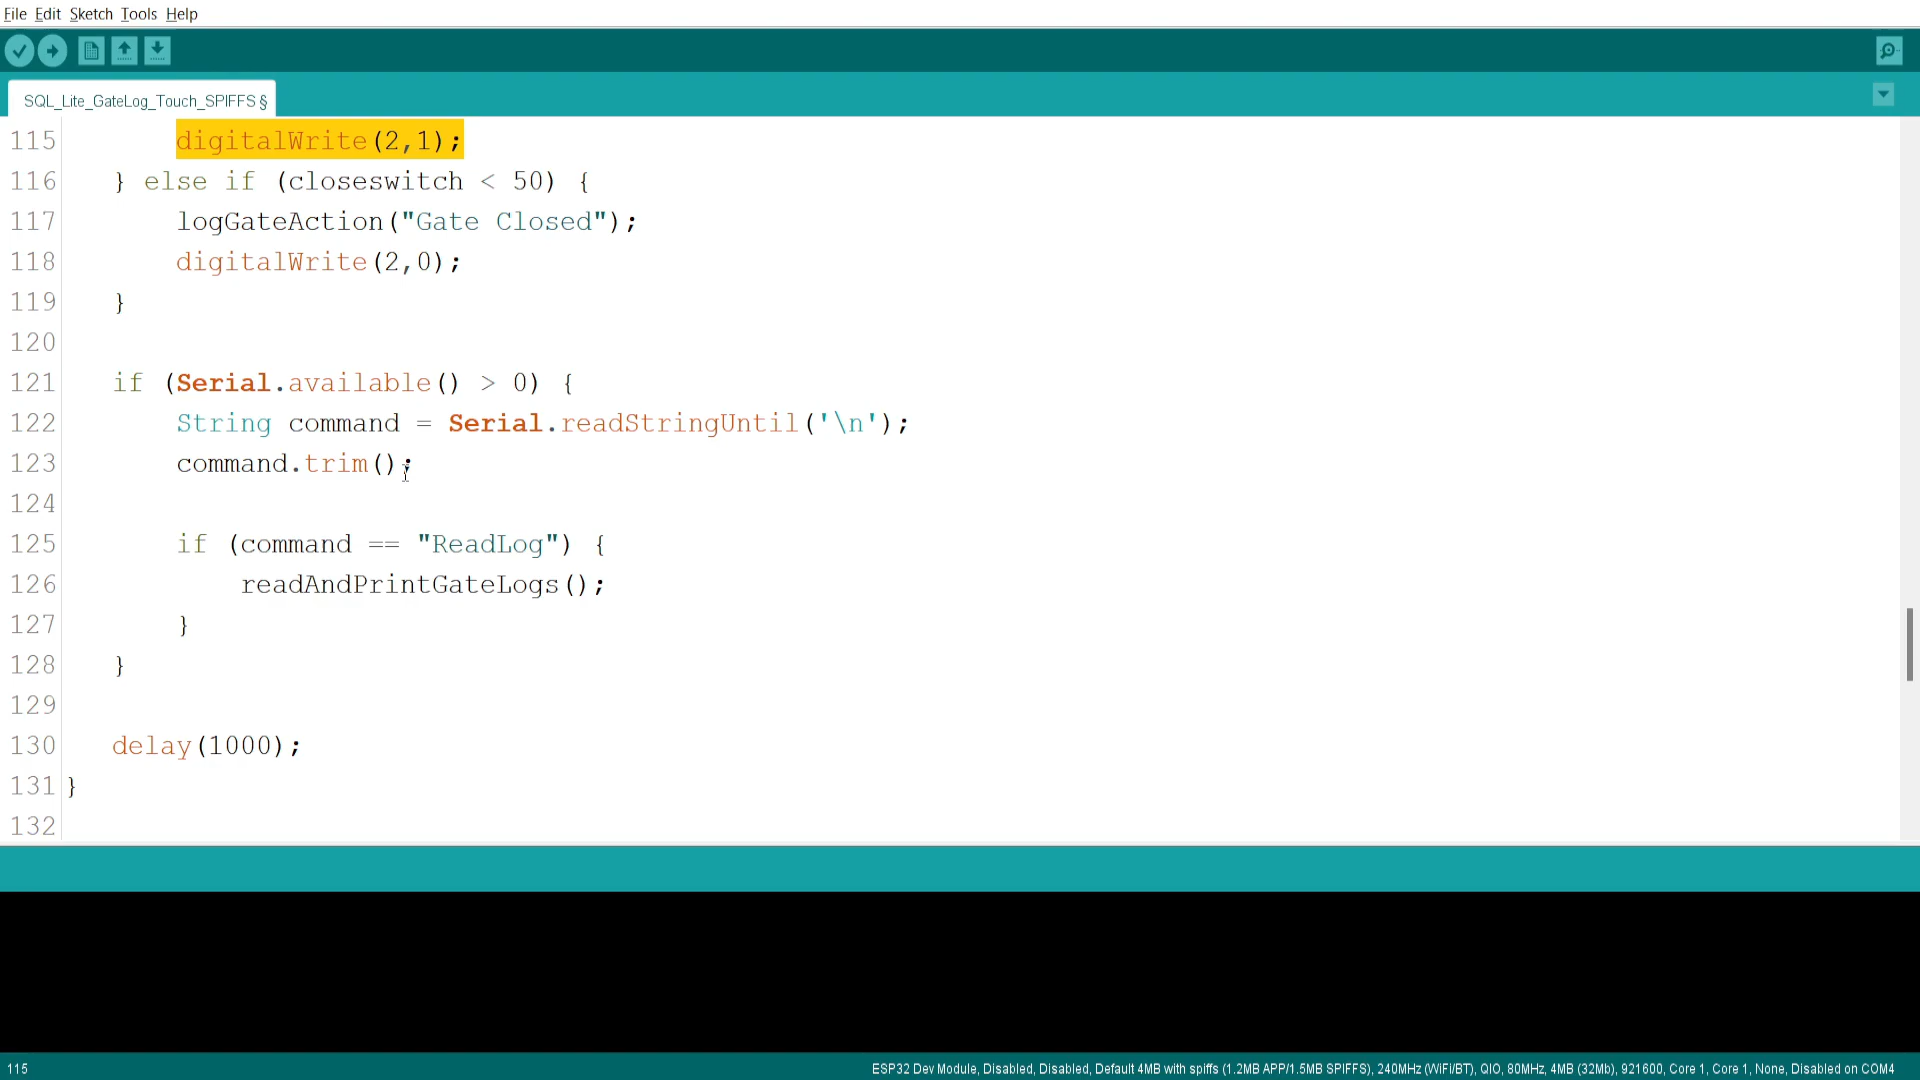 File Edit Sketch Tools Help
SQL_Lite_GateLog_Touch_SPIFFS §
115 digitalWrite(2,1);
116 } else if (closeswitch < 50) {
117 logGateAction("Gate Closed");
118 digitalWrite(2,0);
119 }
120
121 if (Serial.available() > 0) {
122 String command = Serial.readStringUntil('\n');
123 command.trim();
124
125 if (command == "ReadLog") {
126 readAndPrintGateLogs();
127 }
128 }
129
130 delay(1000);
131 }
132
115 ESP32 Dev Module, Disabled, Disabled, Default 4MB with spiffs (1.2MB APP/1.5MB SPIFFS), 240MHz (WiFi/BT), QIO, 80MHz, 4MB (32Mb), 921600, Core 1, Core 1, None, Disabled on COM4